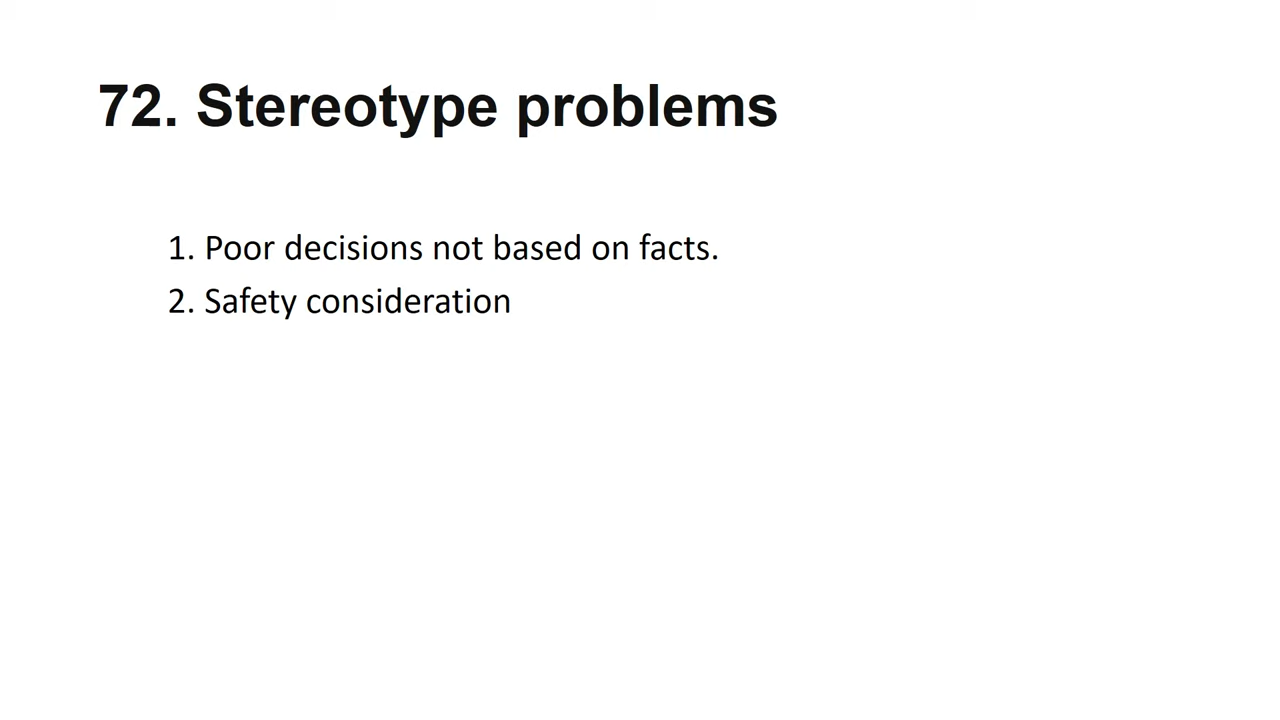 72. Stereotype problems
1. Poor decisions not based on facts.
2. Safety consideration